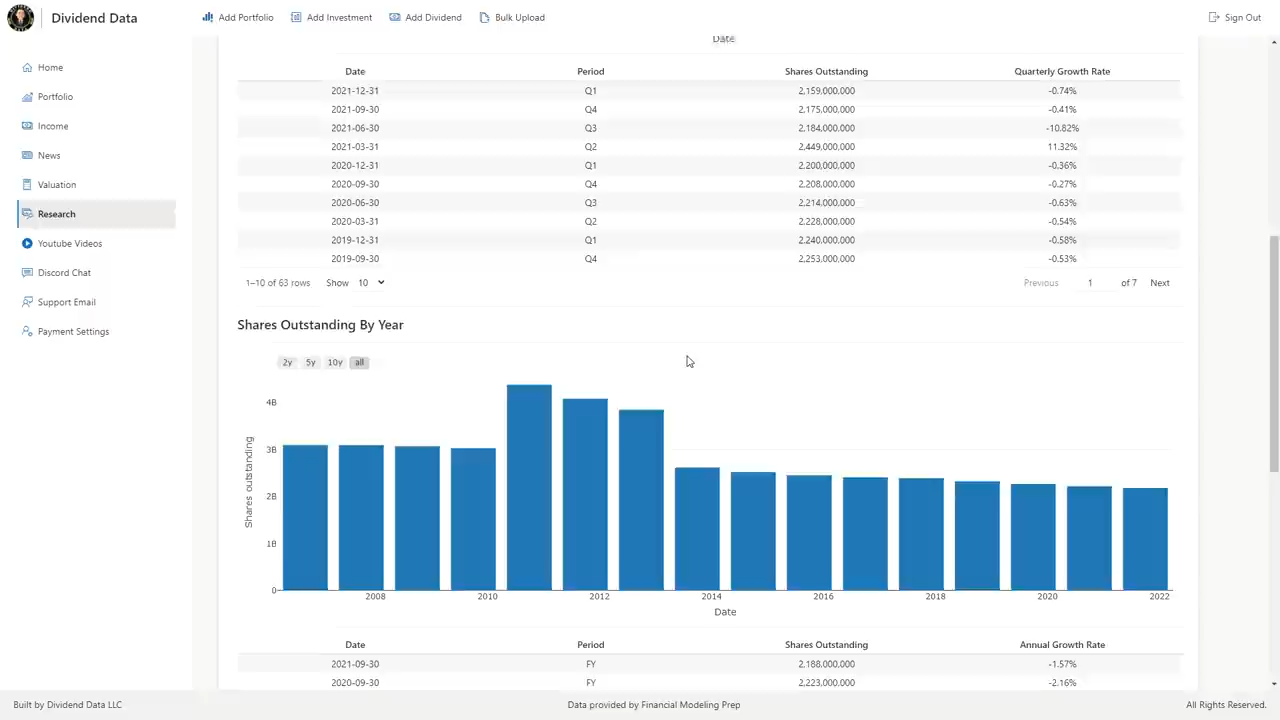 Dividend Data
Add Portfolio
Add Investment
Add Dividend
Bulk Upload
Sign Out
Home
Portfolio
Income
News
Valuation
Research
Youtube Videos
Discord Chat
Support Email
Payment Settings
Date
Date Period Shares Outstanding Quarterly Growth Rate
2021-12-31 Q1 2,159,000,000 -0.74%
2021-09-30 Q4 2,175,000,000 -0.41%
2021-06-30 Q3 2,184,000,000 -10.82%
2021-03-31 Q2 2,449,000,000 11.32%
2020-12-31 Q1 2,200,000,000 -0.36%
2020-09-30 Q4 2,208,000,000 -0.27%
2020-06-30 Q3 2,214,000,000 -0.63%
2020-03-31 Q2 2,228,000,000 -0.54%
2019-12-31 Q1 2,240,000,000 -0.58%
2019-09-30 Q4 2,253,000,000 -0.53%
1–10 of 63 rows Show 10 Previous 1 of 7 Next
Shares Outstanding By Year
2y 5y 10y all
4B
3B
2B
1B
0
Shares outstanding
2008 2010 2012 2014 2016 2018 2020 2022
Date
Date Period Shares Outstanding Annual Growth Rate
2021-09-30 FY 2,188,000,000 -1.57%
2020-09-30 FY 2,223,000,000 -2.16%
Built by Dividend Data LLC
Data provided by Financial Modeling Prep
All Rights Reserved.